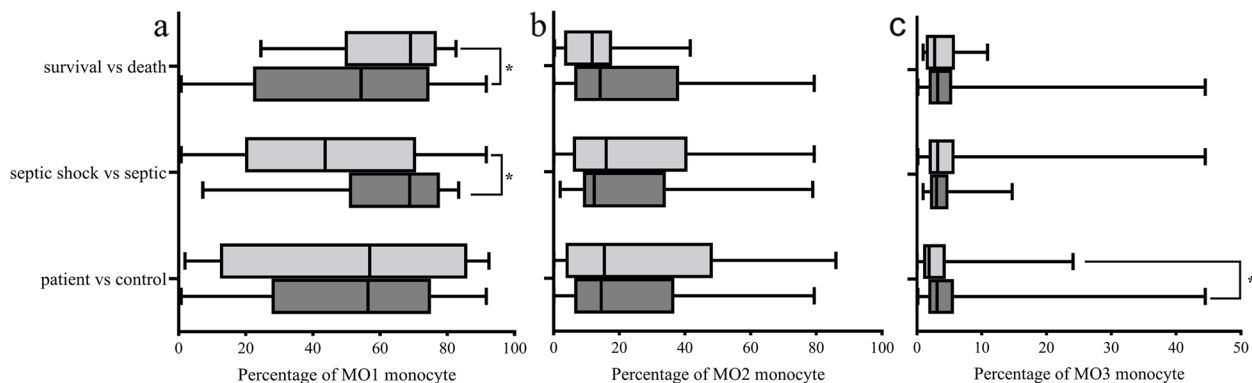 a
b
c
survival vs death
*
septic shock vs septic
*
patient vs control
*
0 20 40 60 80 100
0 20 40 60 80 100
0 10 20 30 40 50
Percentage of MO1 monocyte
Percentage of MO2 monocyte
Percentage of MO3 monocyte